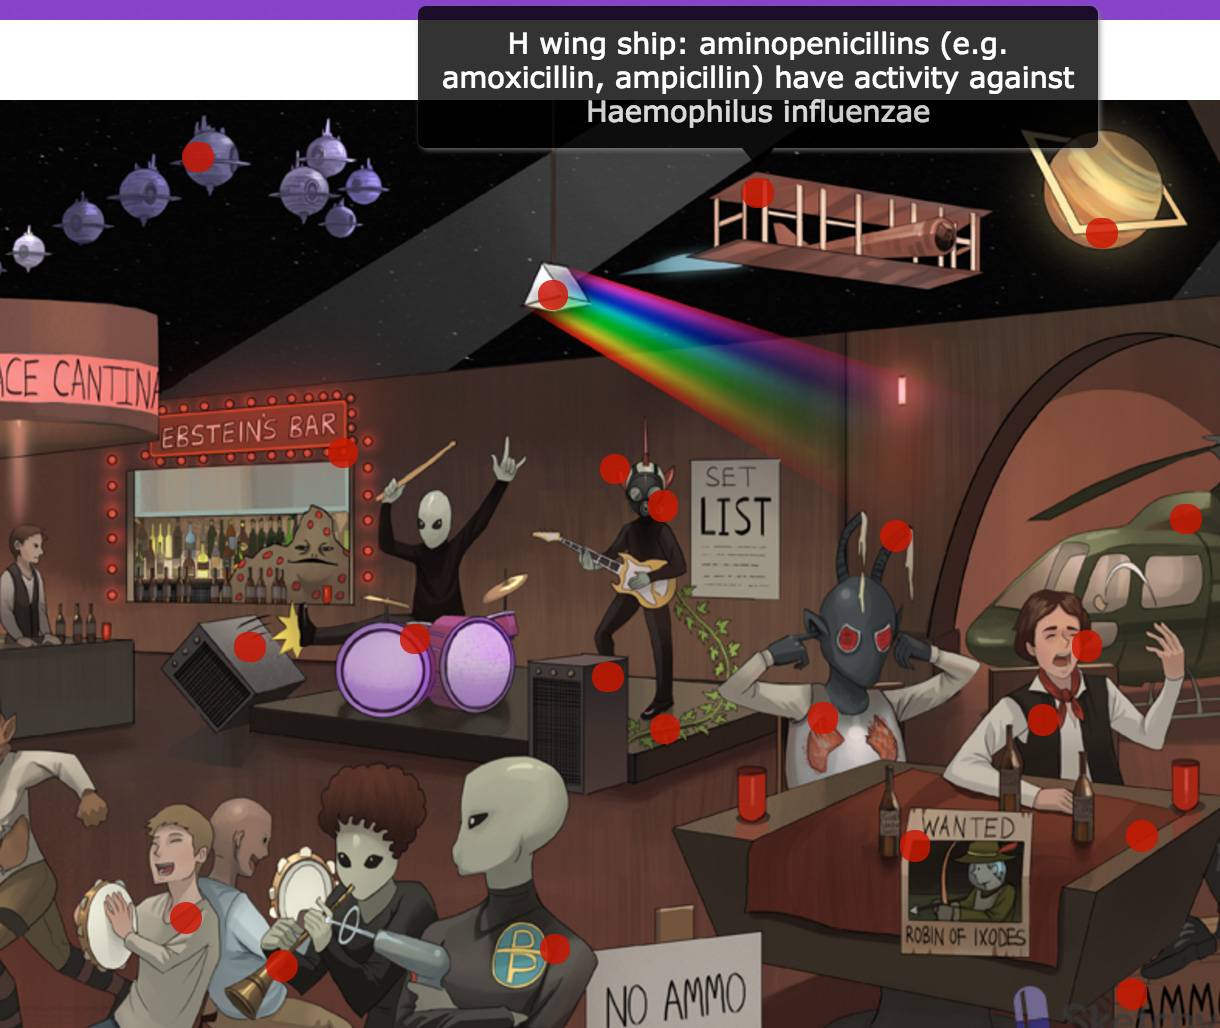 H wing ship: aminopenicillins (e.g.
amoxicillin, ampicillin) have activity against
Haemophilus influenzae
ACE CANTINA
EBSTEIN'S BAR
SET
LIST
WANTED
ROBIN OF IXODES
NO AMMO
AMM